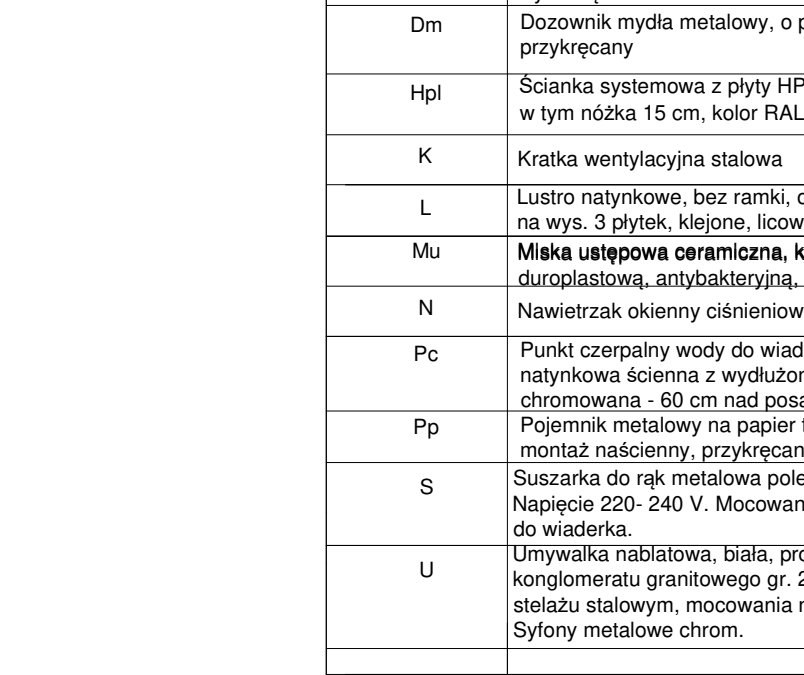 Dm
Dozownik mydła metalowy, o p
przykręcany
Hpl
Ścianka systemowa z płyty HP
w tym nóżka 15 cm, kolor RAL
K
Kratka wentylacyjna stalowa
L
Lustro natynkowe, bez ramki,
na wys. 3 płytek, klejone, licow
Mu
Miska ustępowa ceramiczna, k
duroplastową, antybakteryjną,
N
Nawietrzak okienny ciśnieniow
Pc
Punkt czerpalny wody do wiad
natynkowa ścienna z wydłużon
chromowana - 60 cm nad posa
Pp
Pojemnik metalowy na papier
montaż naścienny, przykręcan
S
Suszarka do rąk metalowa pole
Napięcie 220- 240 V. Mocowan
do wiaderka.
U
Umywalka nablatowa, biała, pro
konglomeratu granitowego gr. 2
stelażu stalowym, mocowania
Syfony metalowe chrom.